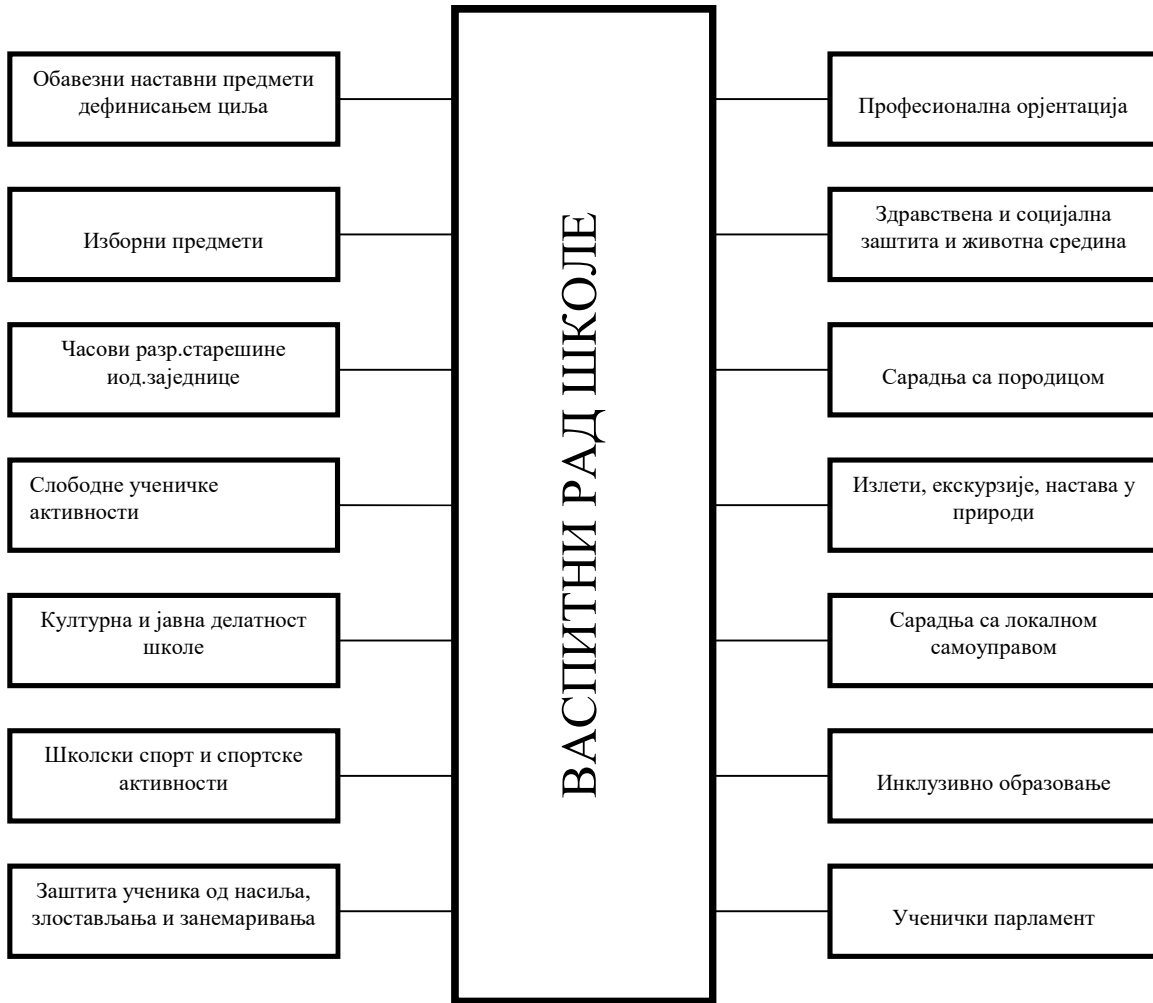 Обавезни наставни предмети
дефинисањем циља
Изборни предмети
Часови разр.старешине
иод.заједнице
Слободне ученичке
активности
Културна и јавна делатност
школе
Школски спорт и спортске
активности
Заштита ученика од насиља,
злостављања и занемаривања
ВАСПИТНИ РАД ШКОЛЕ
Професионална орјентација
Здравствена и социјална
заштита и животна средина
Сарадња са породицом
Излети, екскурзије, настава у
природи
Сарадња са локалном
самоуправом
Инклузивно образовање
Ученички парламент